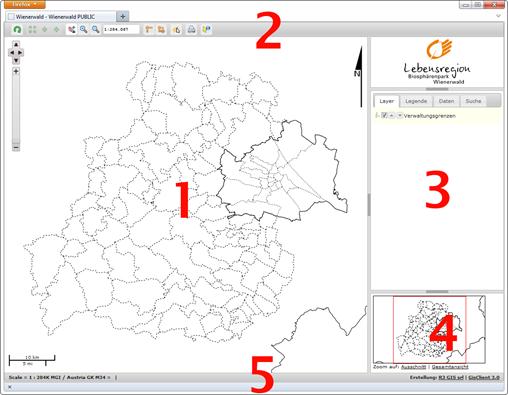 Firefox
Wienerwald - Wienerwald PUBLIC
1:284.067
2
Lebensregion
Biosphärenpark
Wienerwald
Layer Legende Daten Suche
Verwaltungsgrenzen
1
3
4
10 km
5 mi
Zoom auf: Ausschnitt | Gesamtansicht
5
Scale = 1 : 284K MGI / Austria GK M34 = |
Erstellung: R3 GIS srl | GisClient 3.0